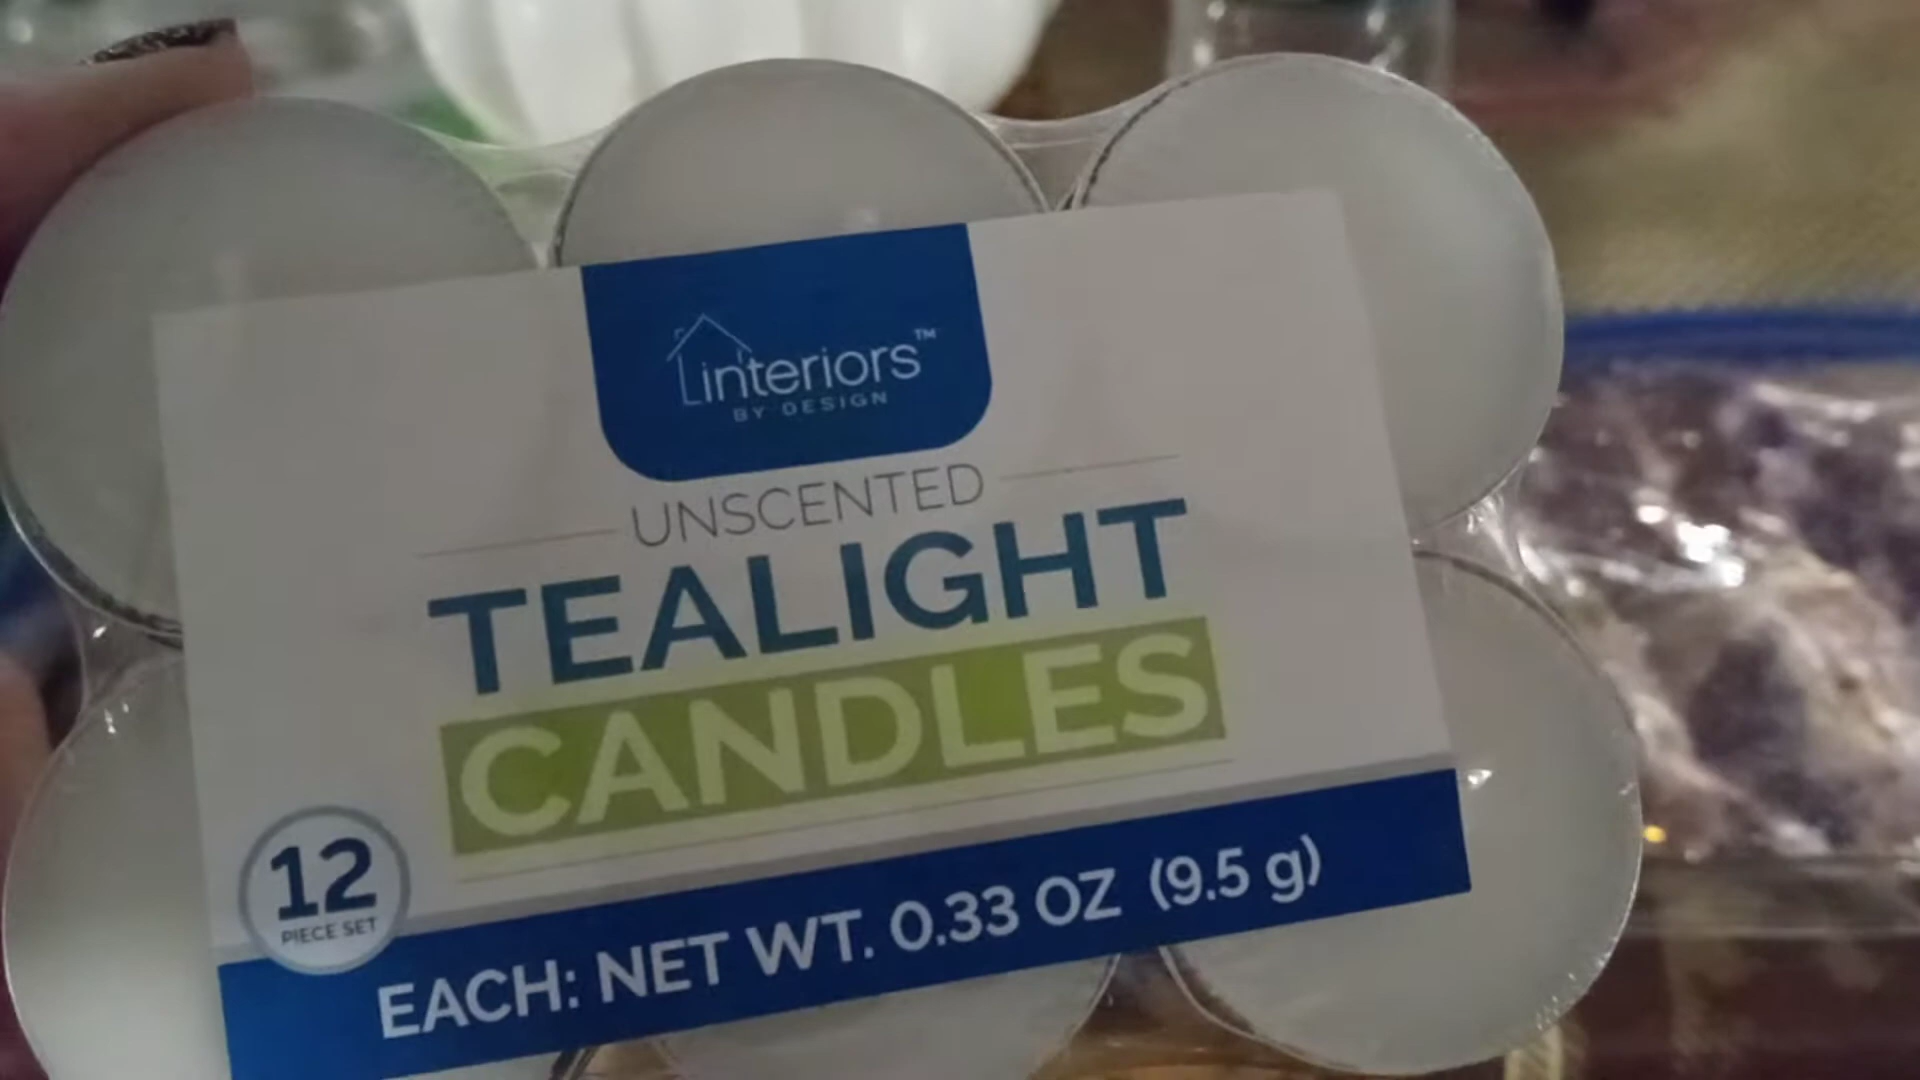 interiors™
BY DESIGN
UNSCENTED
TEALIGHT
CANDLES
12
PIECE SET
EACH: NET WT. 0.33 OZ (9.5 g)